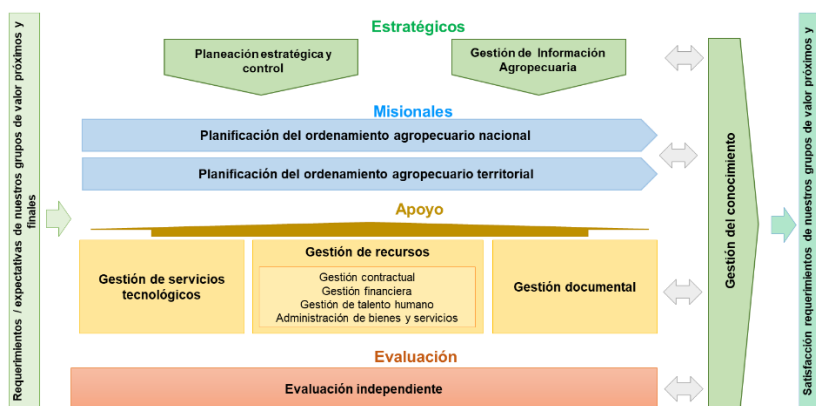 Requerimientos / expectativas de nuestros grupos de valor próximos y
finales
Estratégicos
Planeación estratégica y
control
Gestión de Información
Agropecuaria
Misionales
Planificación del ordenamiento agropecuario nacional
Planificación del ordenamiento agropecuario territorial
Apoyo
Gestión de servicios
tecnológicos
Gestión de recursos
Gestión contractual
Gestión financiera
Gestión de talento humano
Administración de bienes y servicios
Gestión documental
Evaluación
Evaluación independiente
Gestión del conocimiento
Satisfacción requerimientos de nuestros grupos de valor próximos y